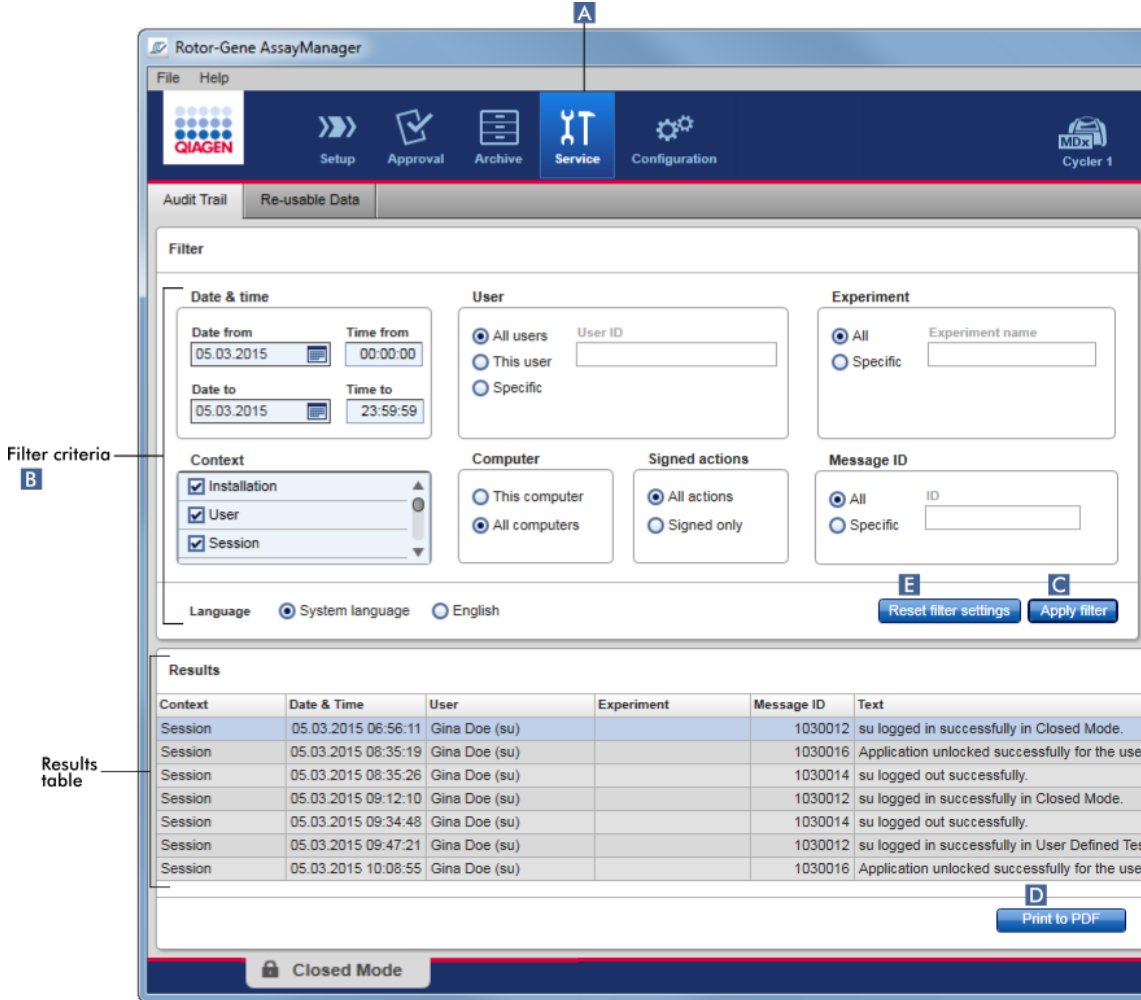 A
Rotor-Gene AssayManager
File Help
QIAGEN
Setup Approval Archive Service Configuration
MDx
Cycler 1
Audit Trail Re-usable Data
Filter
Date & time User Experiment
Date from Time from
05.03.2015 00:00:00
Date to Time to
05.03.2015 23:59:59
All users User ID
This user
Specific
All Experiment name
Specific
Filter criteria
B
Context Computer Signed actions Message ID
Installation
User
Session
This computer
All computers
All actions
Signed only
All ID
Specific
Language System language English
E C
Reset filter settings Apply filter
Results
Results
table
Context Date & Time User Experiment Message ID Text
Session 05.03.2015 06:56:11 Gina Doe (su) 1030012 su logged in successfully in Closed Mode.
Session 05.03.2015 08:35:19 Gina Doe (su) 1030016 Application unlocked successfully for the use
Session 05.03.2015 08:35:26 Gina Doe (su) 1030014 su logged out successfully.
Session 05.03.2015 09:12:10 Gina Doe (su) 1030012 su logged in successfully in Closed Mode.
Session 05.03.2015 09:34:48 Gina Doe (su) 1030014 su logged out successfully.
Session 05.03.2015 09:47:21 Gina Doe (su) 1030012 su logged in successfully in User Defined Tes
Session 05.03.2015 10:08:55 Gina Doe (su) 1030016 Application unlocked successfully for the use
D
Print to PDF
Closed Mode